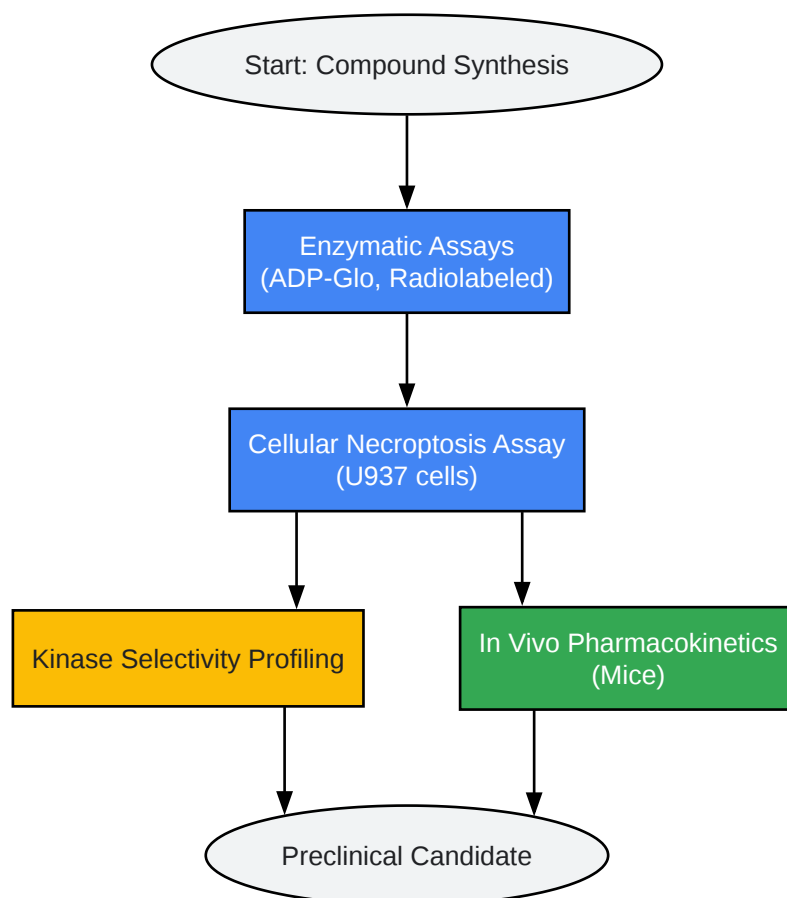 Start: Compound Synthesis
Enzymatic Assays
(ADP-Glo, Radiolabeled)
Cellular Necroptosis Assay
(U937 cells)
Kinase Selectivity Profiling
In Vivo Pharmacokinetics
(Mice)
Preclinical Candidate